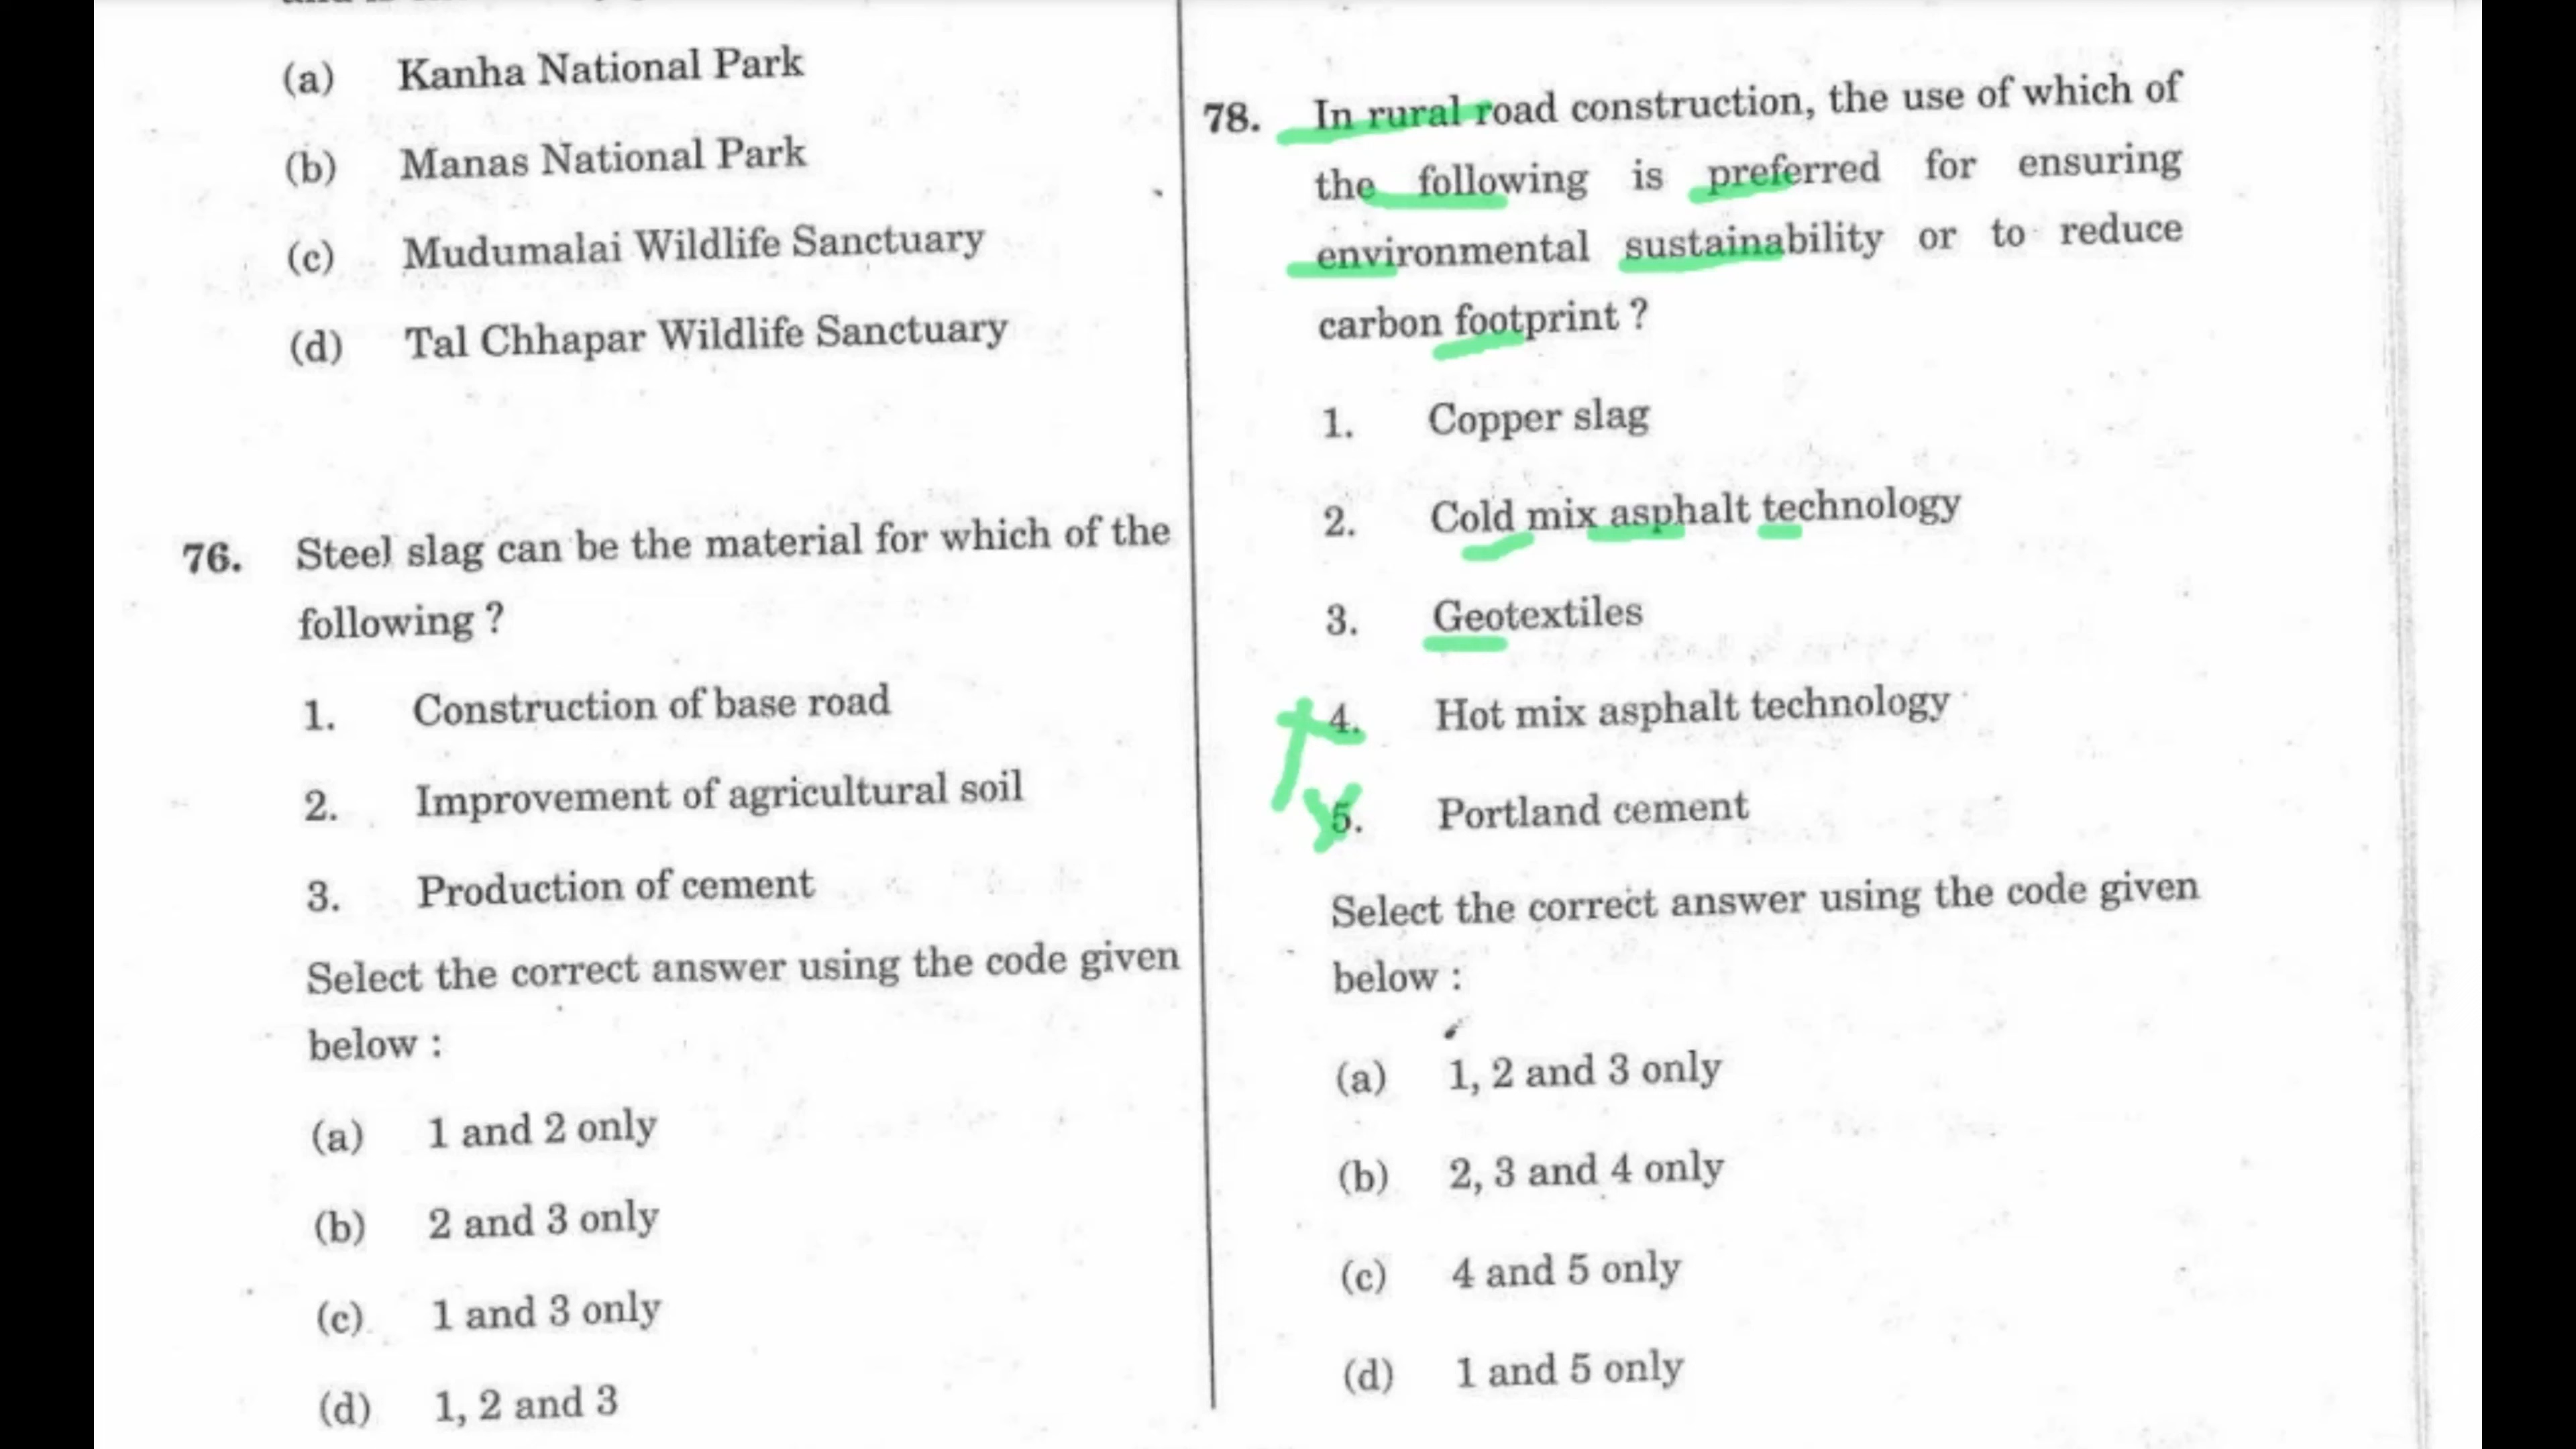 (a) Kanha National Park
(b) Manas National Park
(c) Mudumalai Wildlife Sanctuary
(d) Tal Chhapar Wildlife Sanctuary
76. Steel slag can be the material for which of the
following ?
1. Construction of base road
2. Improvement of agricultural soil
3. Production of cement
Select the correct answer using the code given
below :
(a) 1 and 2 only
(b) 2 and 3 only
(c) 1 and 3 only
(d) 1, 2 and 3
78. In rural road construction, the use of which of
the following is preferred for ensuring
environmental sustainability or to reduce
carbon footprint ?
1. Copper slag
2. Cold mix asphalt technology
3. Geotextiles
4. Hot mix asphalt technology
5. Portland cement
Select the correct answer using the code given
below :
(a) 1, 2 and 3 only
(b) 2, 3 and 4 only
(c) 4 and 5 only
(d) 1 and 5 only